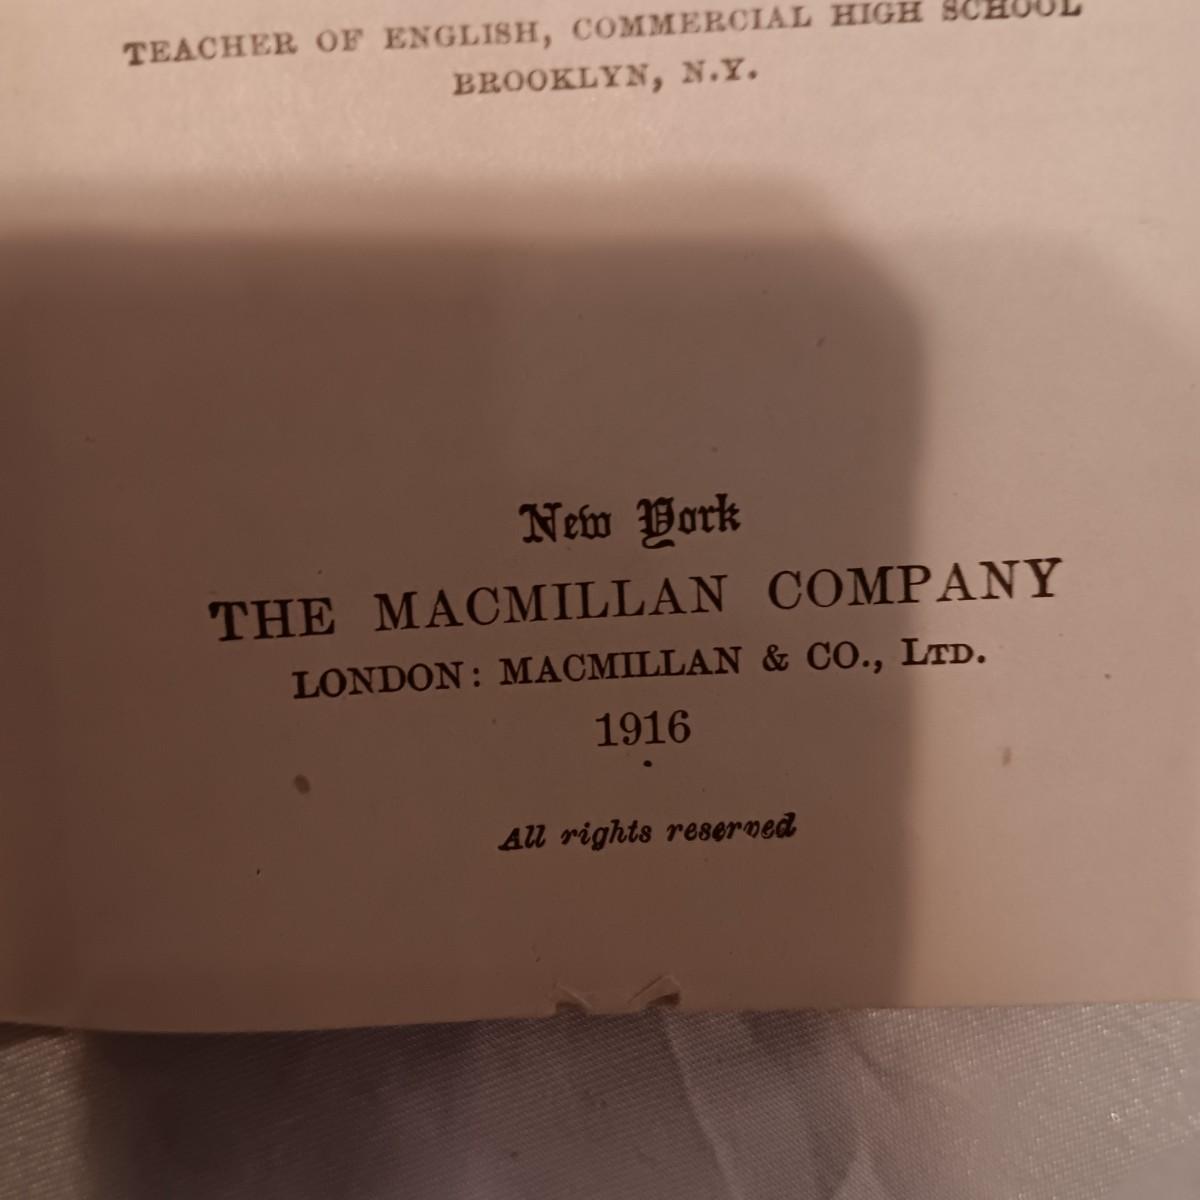 TEACHER OF ENGLISH, COMMERCIAL HIGH SCHOOL
BROOKLYN, N.Y.
New York
THE MACMILLAN COMPANY
LONDON: MACMILLAN & CO., LTD.
1916
All rights reserved